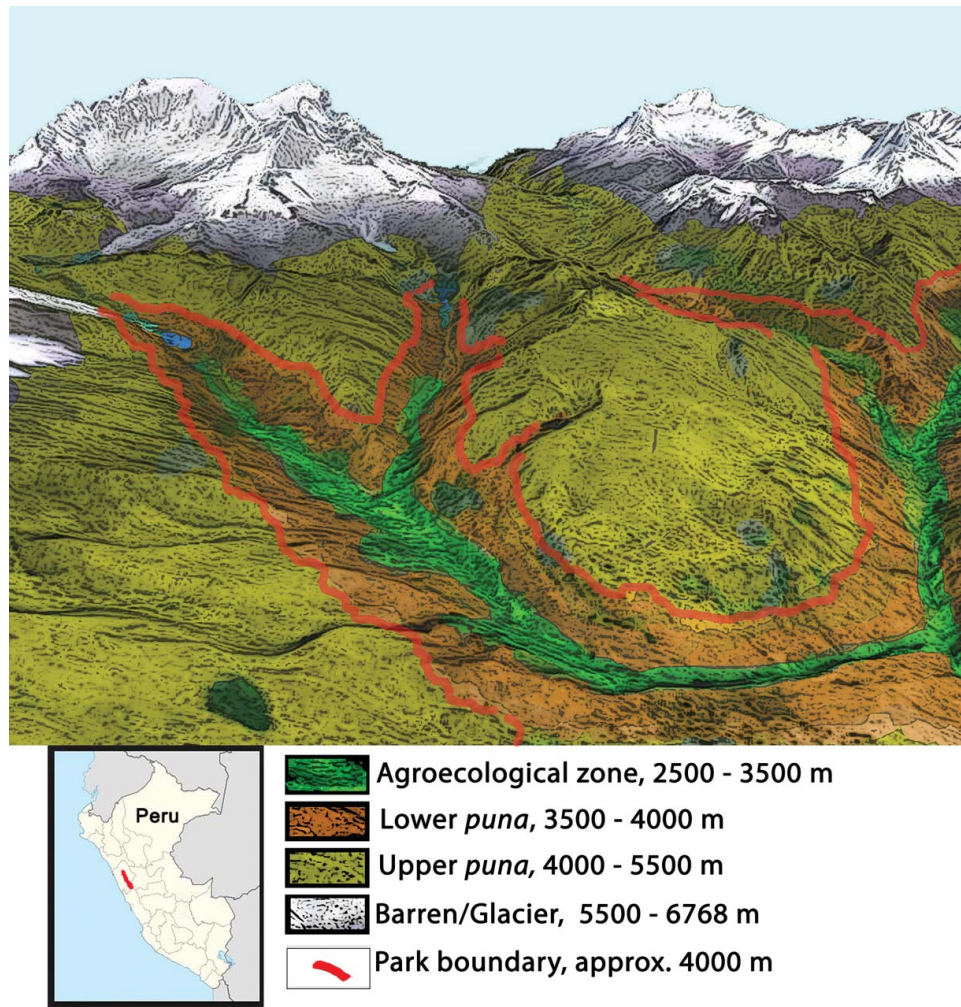 Peru
Agroecological zone, 2500 - 3500 m
Lower puna, 3500 - 4000 m
Upper puna, 4000 - 5500 m
Barren/Glacier, 5500 - 6768 m
Park boundary, approx. 4000 m